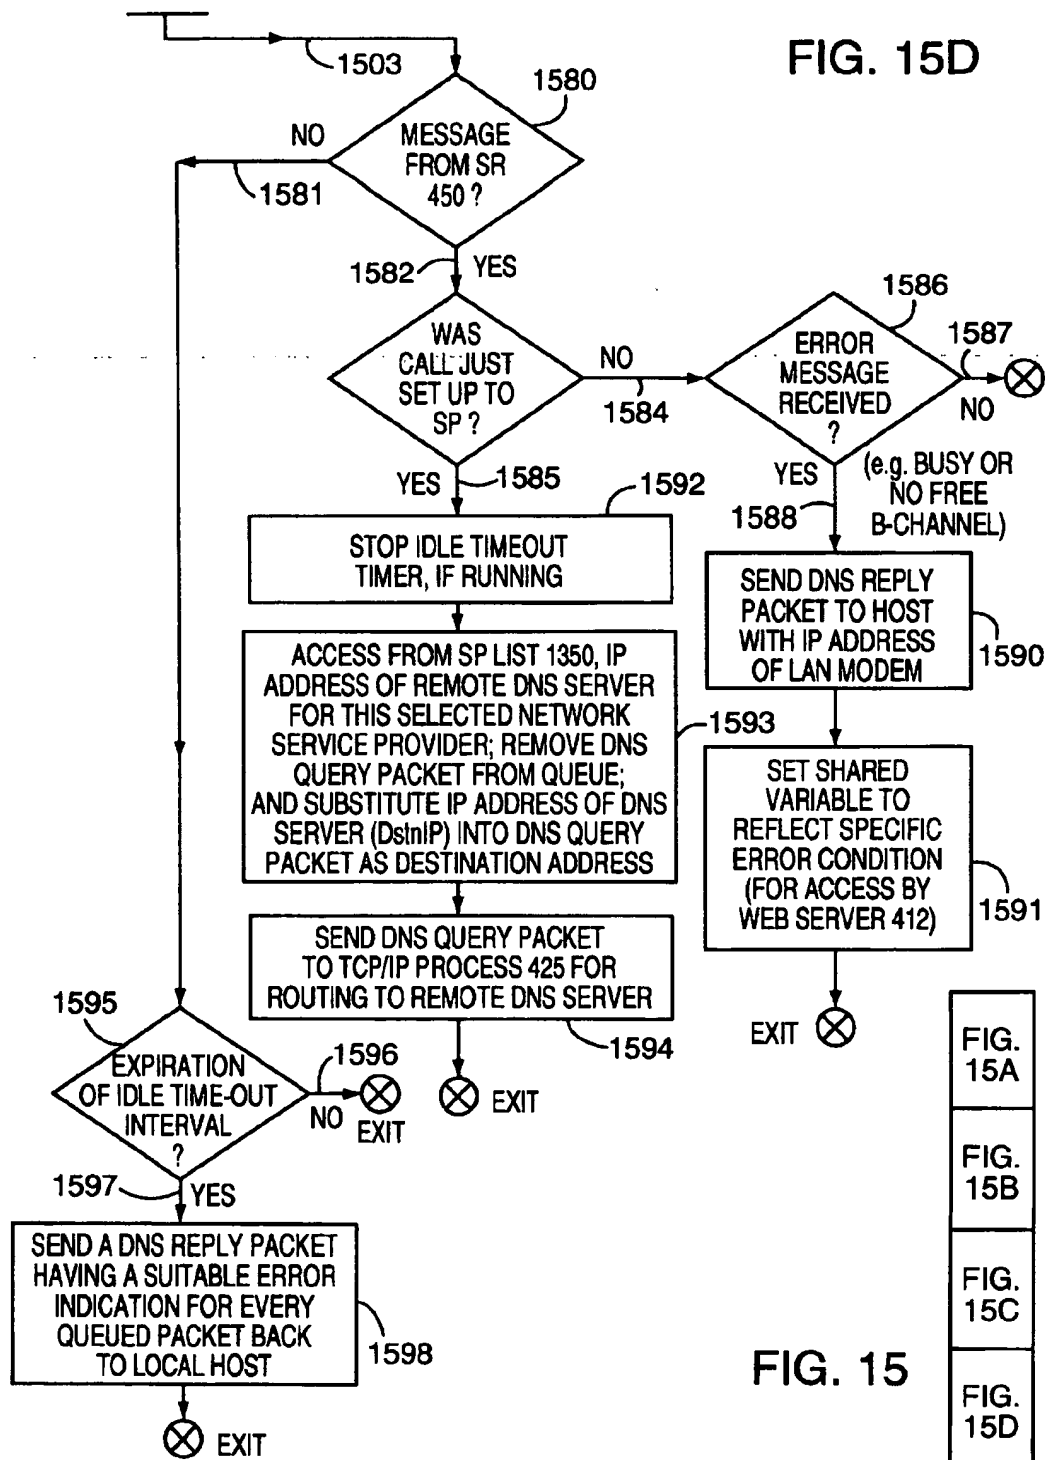 FIG. 15D
1503
1580
NO
MESSAGE
FROM SR
450 ?
1581
1582
YES
1586
1587
WAS
CALL JUST
SET UP TO
SP ?
NO
1584
ERROR
MESSAGE
RECEIVED
?
NO
YES
1585
1592
YES
1588
(e.g. BUSY OR
NO FREE
B-CHANNEL)
STOP IDLE TIMEOUT
TIMER, IF RUNNING
SEND DNS REPLY
PACKET TO HOST
WITH IP ADDRESS
OF LAN MODEM
1590
ACCESS FROM SP LIST 1350, IP
ADDRESS OF REMOTE DNS SERVER
FOR THIS SELECTED NETWORK
SERVICE PROVIDER; REMOVE DNS
QUERY PACKET FROM QUEUE;
AND SUBSTITUTE IP ADDRESS OF DNS
SERVER (DstnIP) INTO DNS QUERY
PACKET AS DESTINATION ADDRESS
1593
SET SHARED
VARIABLE TO
REFLECT SPECIFIC
ERROR CONDITION
(FOR ACCESS BY
WEB SERVER 412)
1591
SEND DNS QUERY PACKET
TO TCP/IP PROCESS 425 FOR
ROUTING TO REMOTE DNS SERVER
1594
EXIT
EXIT
1595
EXPIRATION
OF IDLE TIME-OUT
INTERVAL
?
1596
NO
EXIT
1597
YES
SEND A DNS REPLY PACKET
HAVING A SUITABLE ERROR
INDICATION FOR EVERY
QUEUED PACKET BACK
TO LOCAL HOST
1598
EXIT
FIG. 15
FIG.
15A
FIG.
15B
FIG.
15C
FIG.
15D